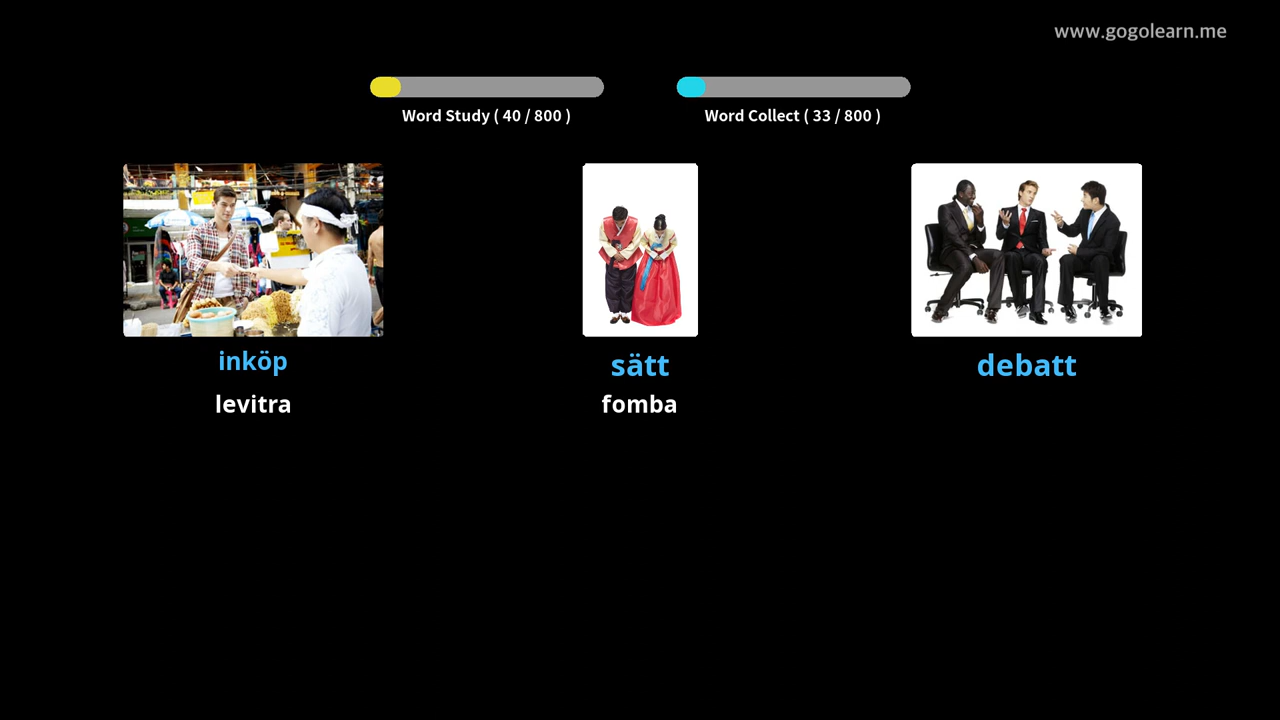 www.gogolearn.me
Word Study ( 40 / 800 )
Word Collect ( 33 / 800 )
inköp
sätt
debatt
levitra
fomba